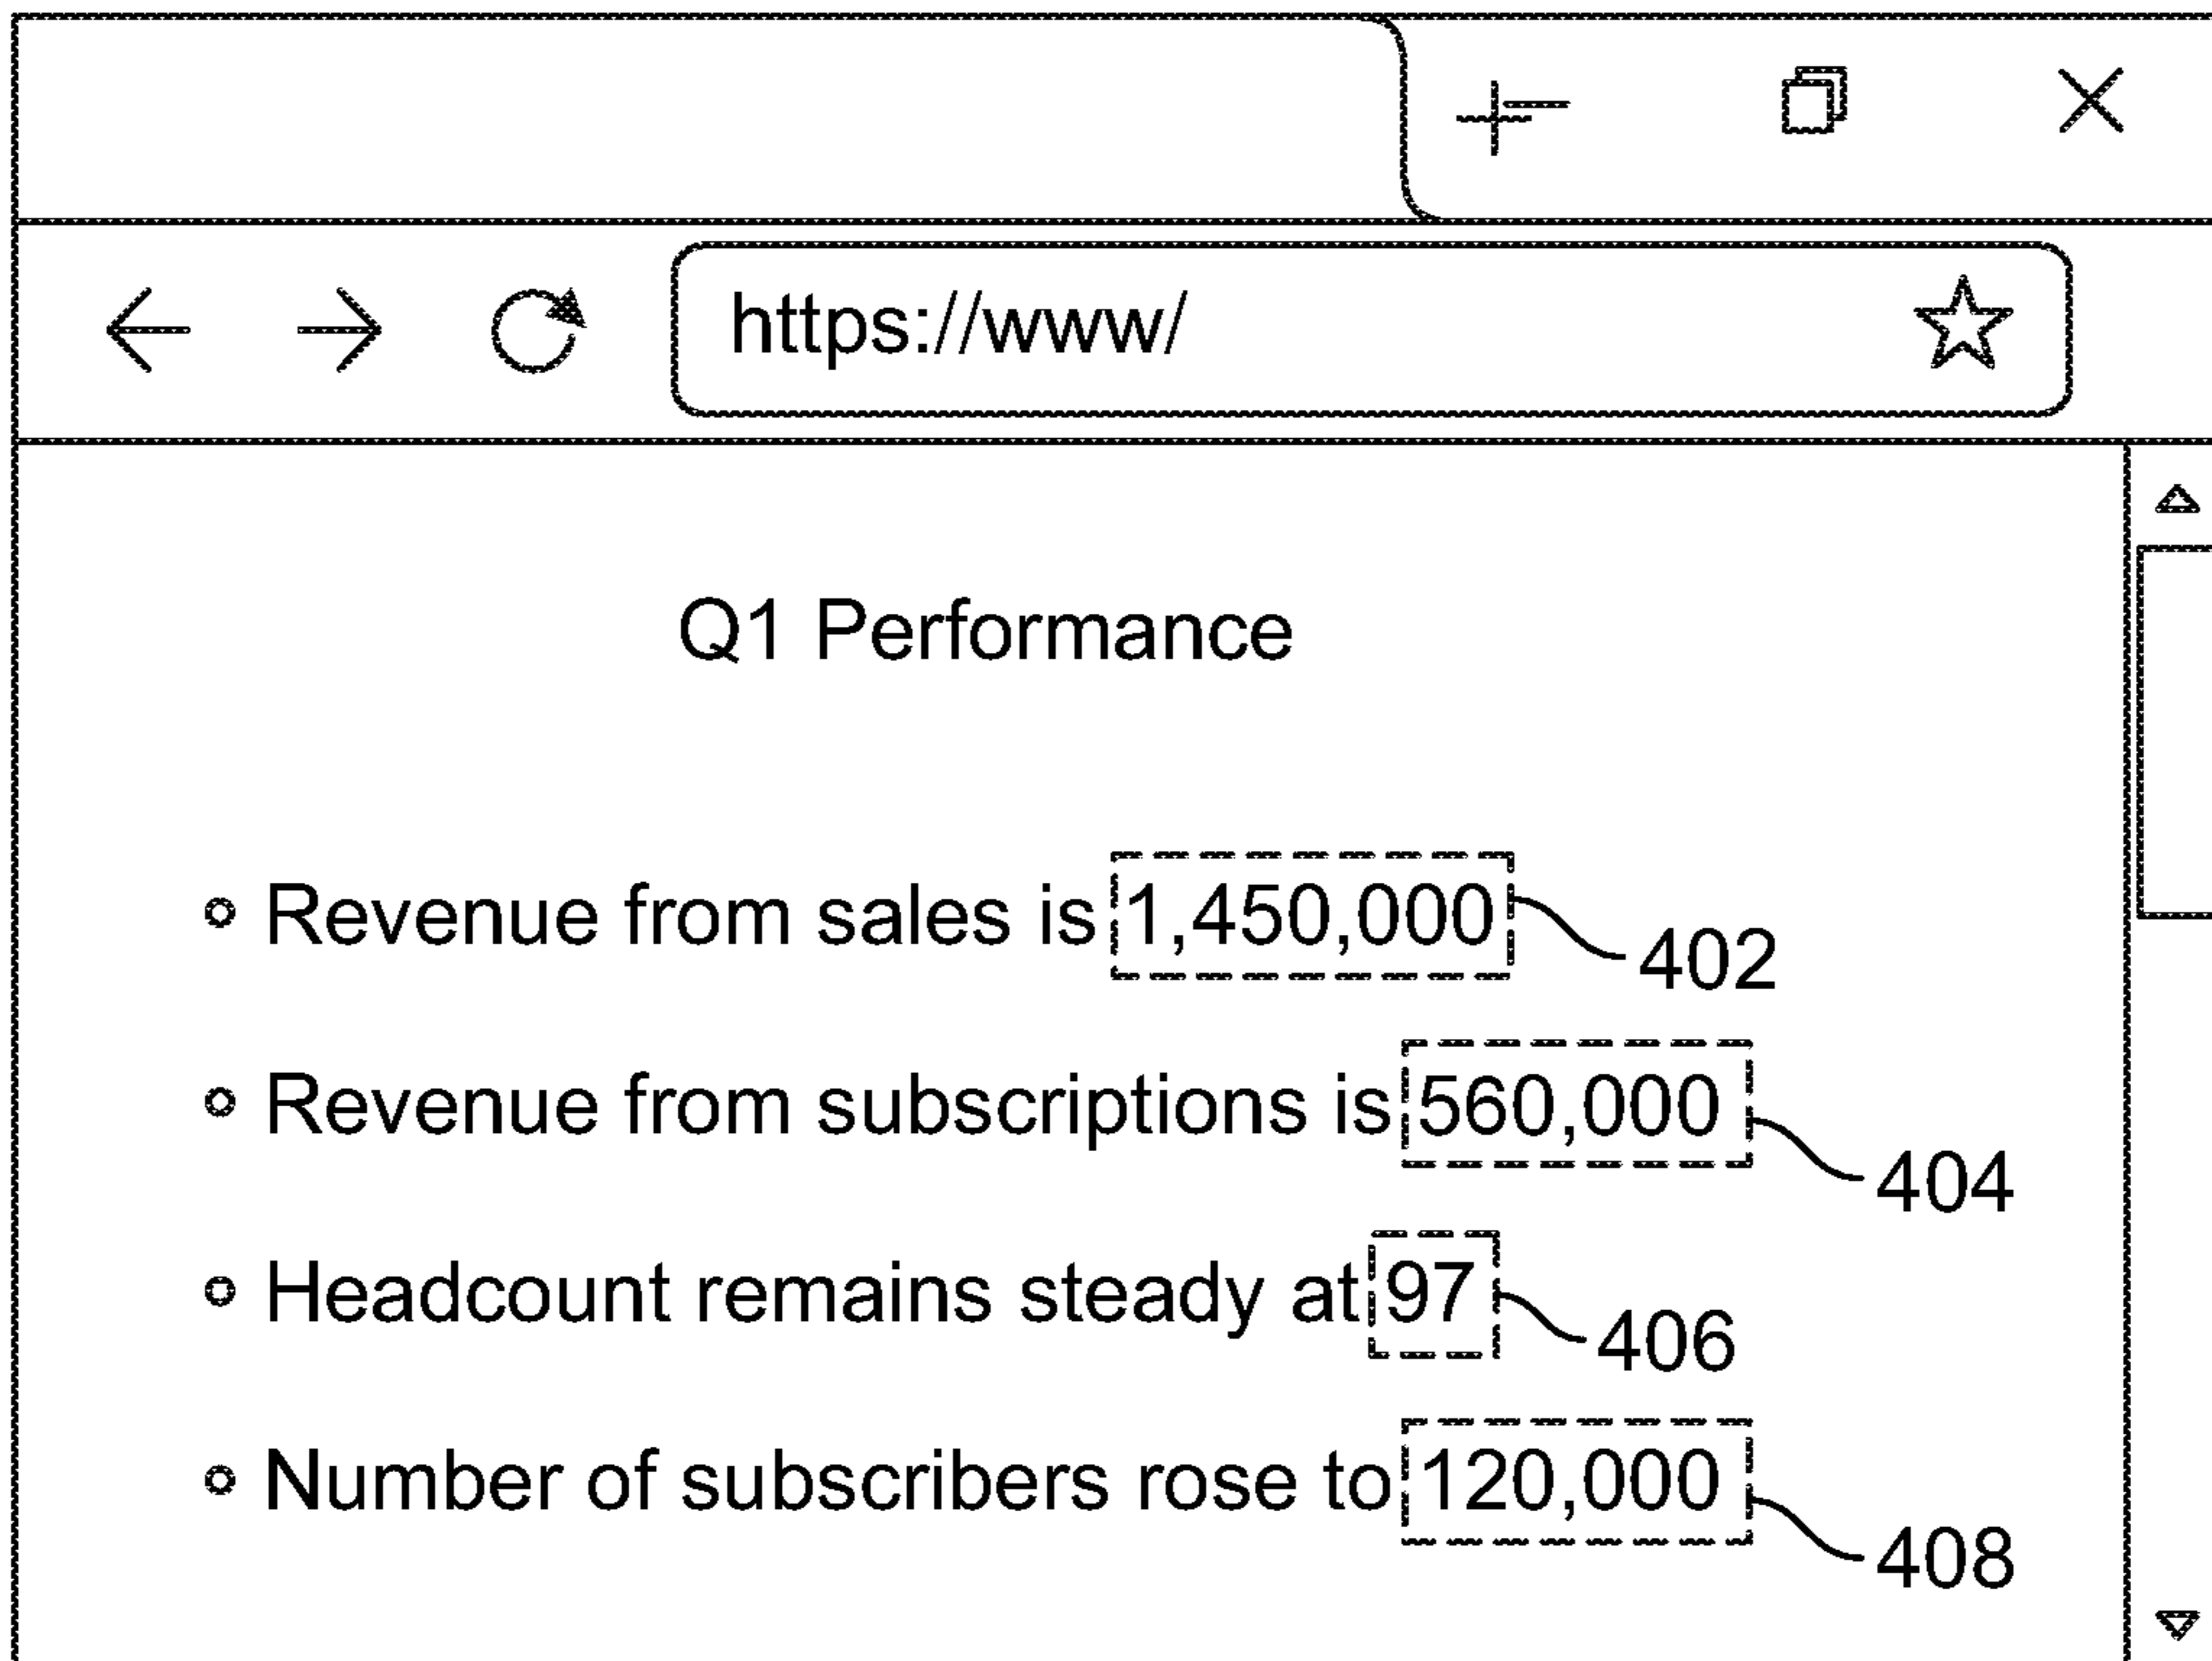 https://www/
Q1 Performance
Revenue from sales is 1,450,000
402
Revenue from subscriptions is 560,000
404
Headcount remains steady at 97
406
Number of subscribers rose to 120,000
408